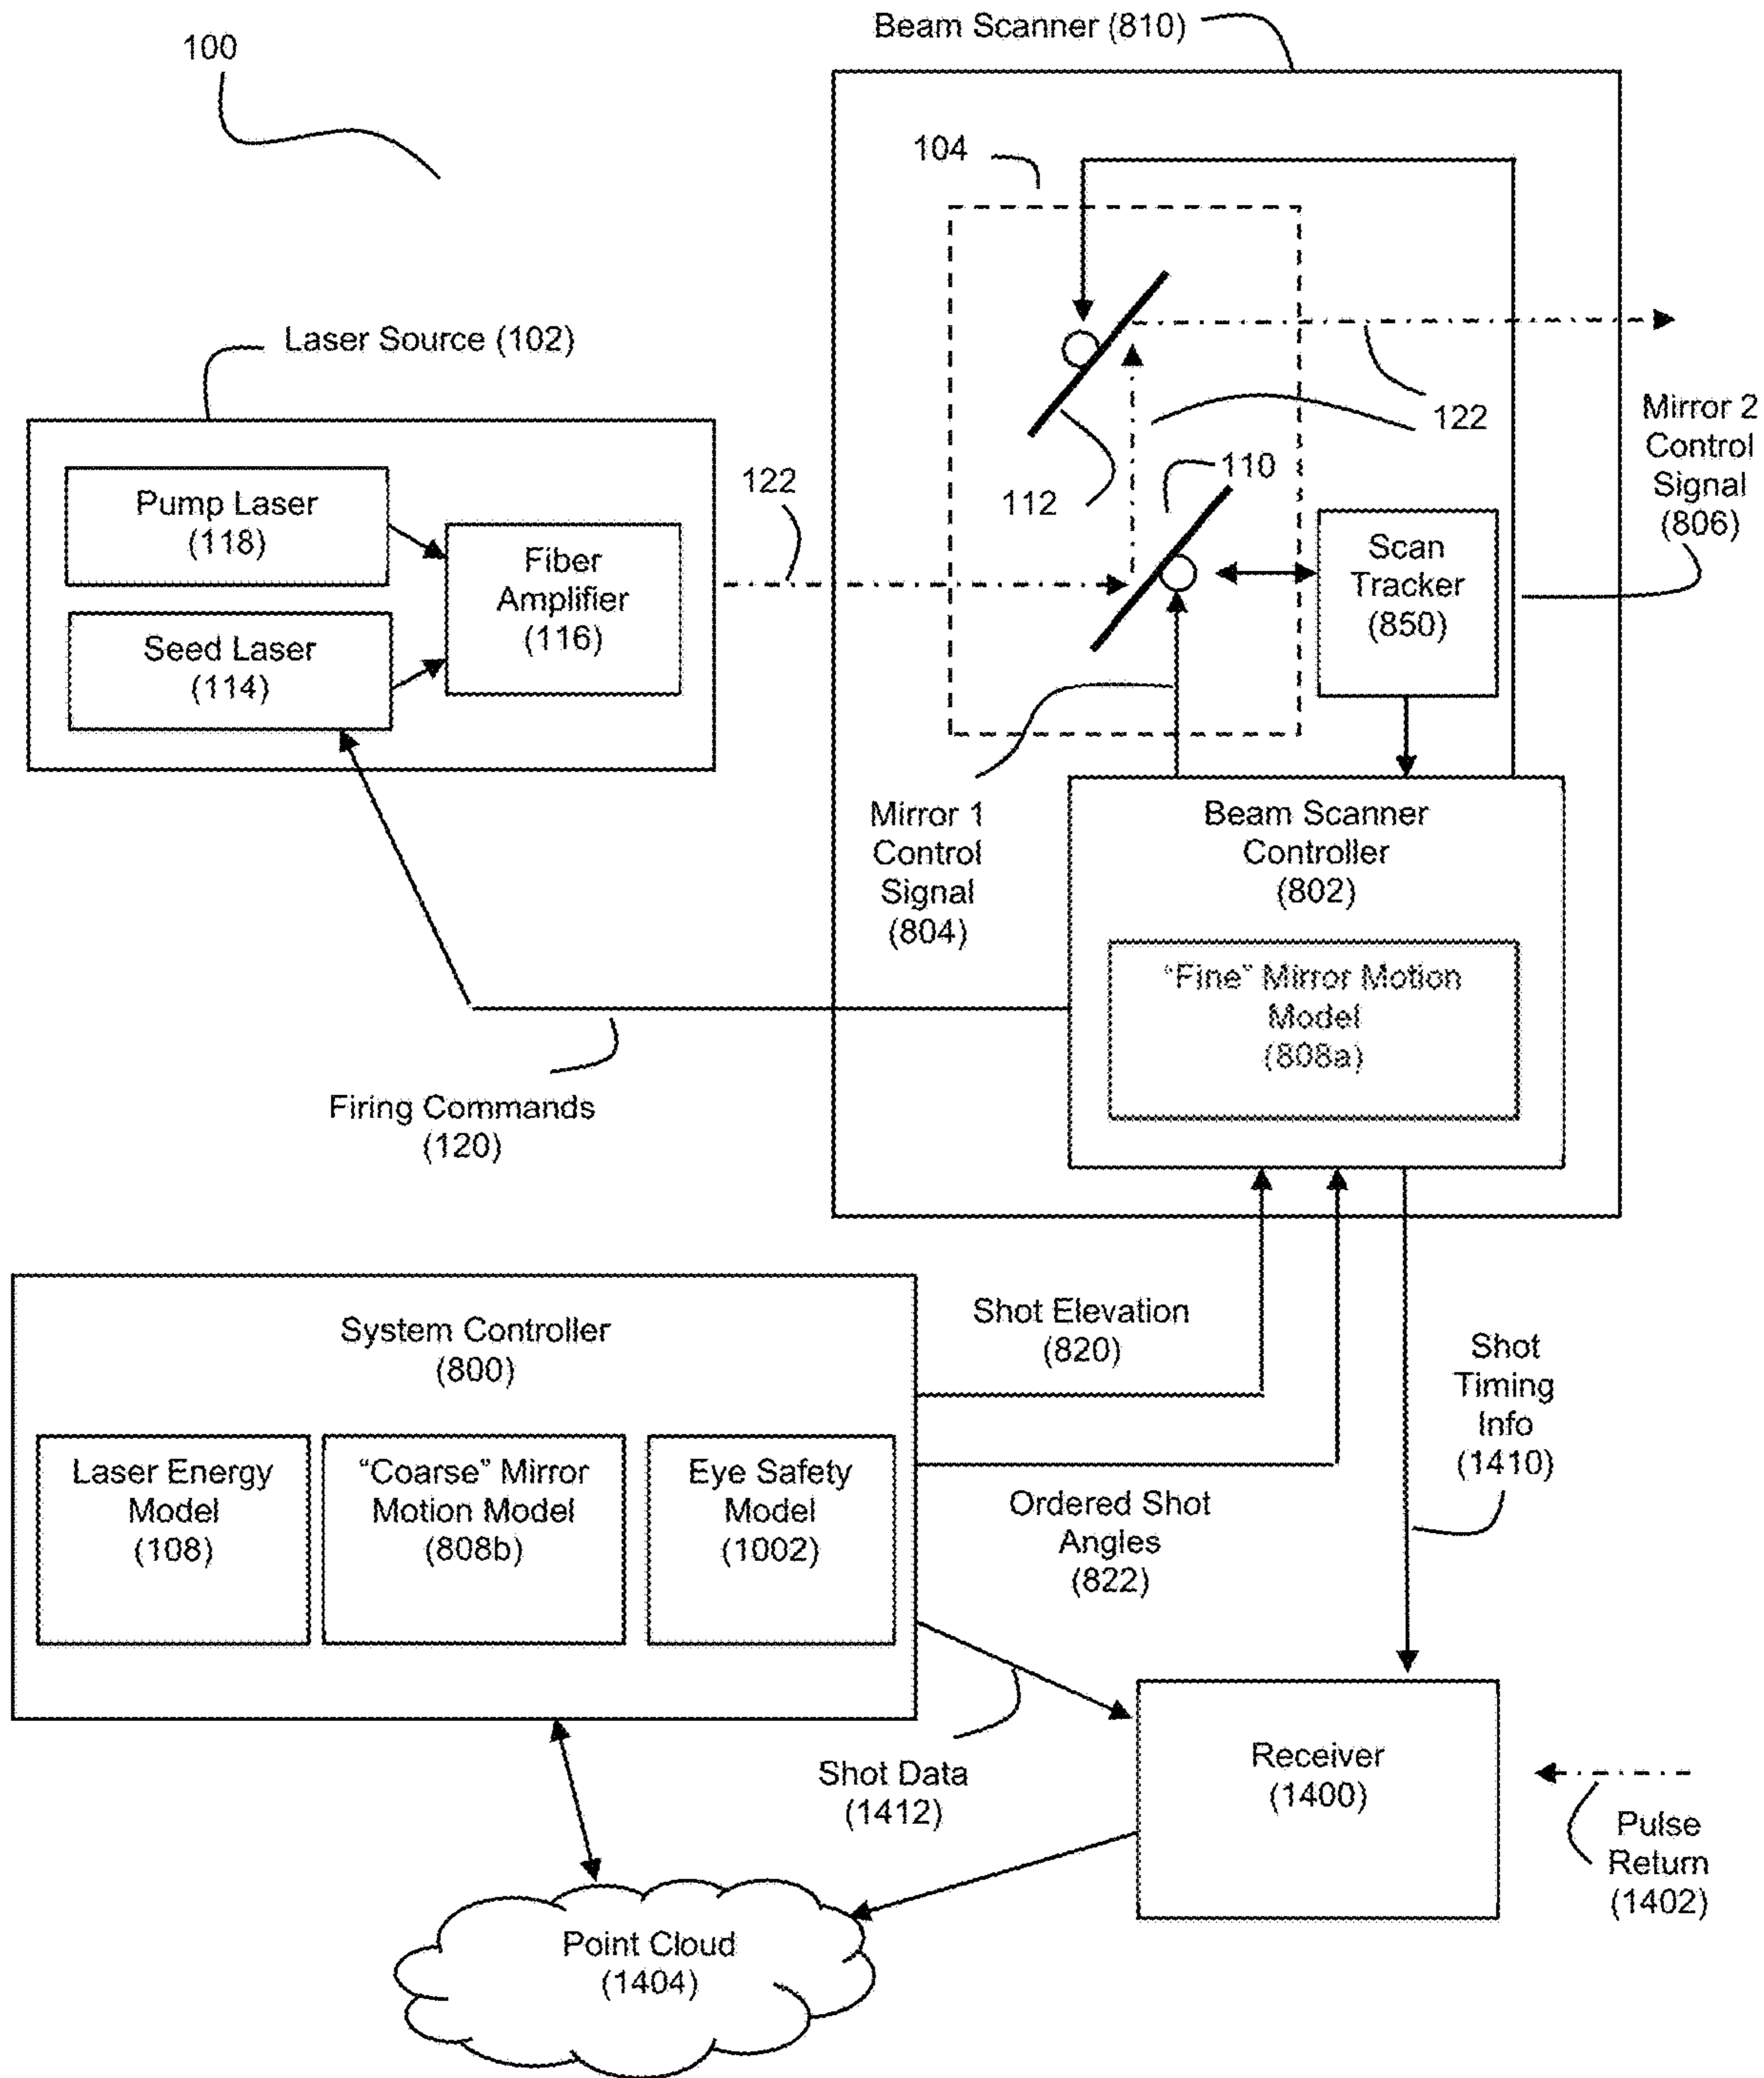 Beam Scanner (810)
100
104
Laser Source (102)
Pump Laser
(118)
Seed Laser
(114)
Fiber
Amplifier
(116)
122
112
110
122
Mirror 2
Control
Signal
(806)
Scan
Tracker
(850)
Mirror 1
Control
Signal
(804)
Beam Scanner
Controller
(802)
"Fine" Mirror Motion
Model
(808a)
Firing Commands
(120)
System Controller
(800)
Laser Energy
Model
(108)
“Coarse” Mirror
Motion Model
(808b)
Eye Safety
Model
(1002)
Shot Elevation
(820)
Ordered Shot
Angles
(822)
Shot
Timing
Info
(1410)
Shot Data
(1412)
Receiver
(1400)
Pulse
Return
(1402)
Point Cloud
(1404)